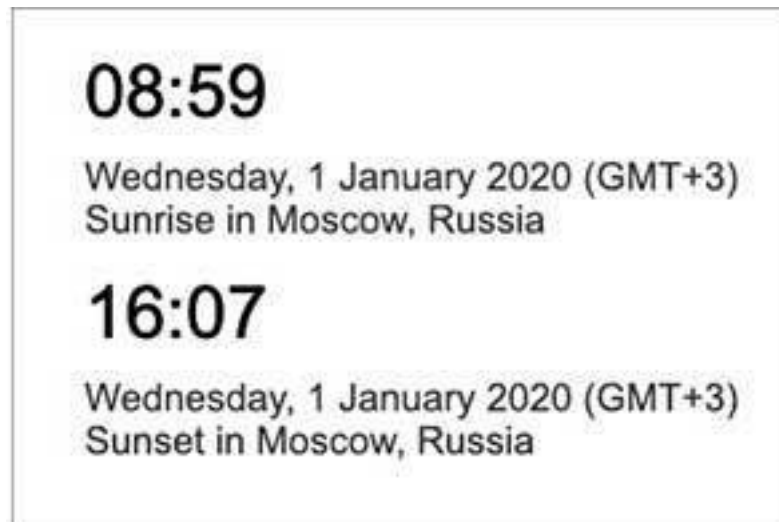 08:59
Wednesday, 1 January 2020 (GMT+3)
Sunrise in Moscow, Russia
16:07
Wednesday, 1 January 2020 (GMT+3)
Sunset in Moscow, Russia